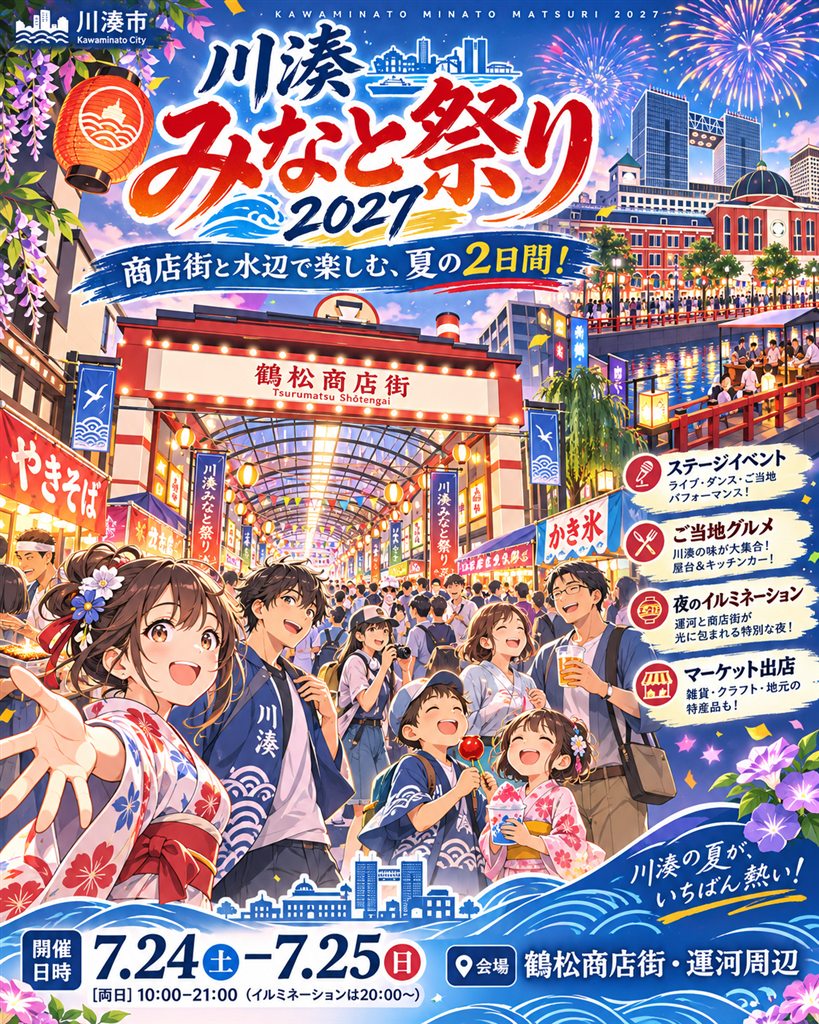 川湊市
Kawaminato City
KAWAMINATO MINATO MATSURI 2027
川湊
みなと祭り
2027
商店街と水辺で楽しむ、夏の2日間!
鶴松商店街
Tsurumatsu Shōtengai
やきそば
川湊みなと祭り
川湊みなと祭り
かき氷
川湊
ステージイベント
ライブ・ダンス・ご当地
パフォーマンス!
ご当地グルメ
川湊の味が大集合!
屋台&キッチンカー!
夜のイルミネーション
運河と商店街が
光に包まれる特別な夜!
マーケット出店
雑貨・クラフト・地元の
特産品も!
川湊の夏が、
いちばん熱い!
開催
日時
7.24土-7.25日
[両日] 10:00-21:00 (イルミネーションは20:00~)
会場
鶴松商店街・運河周辺